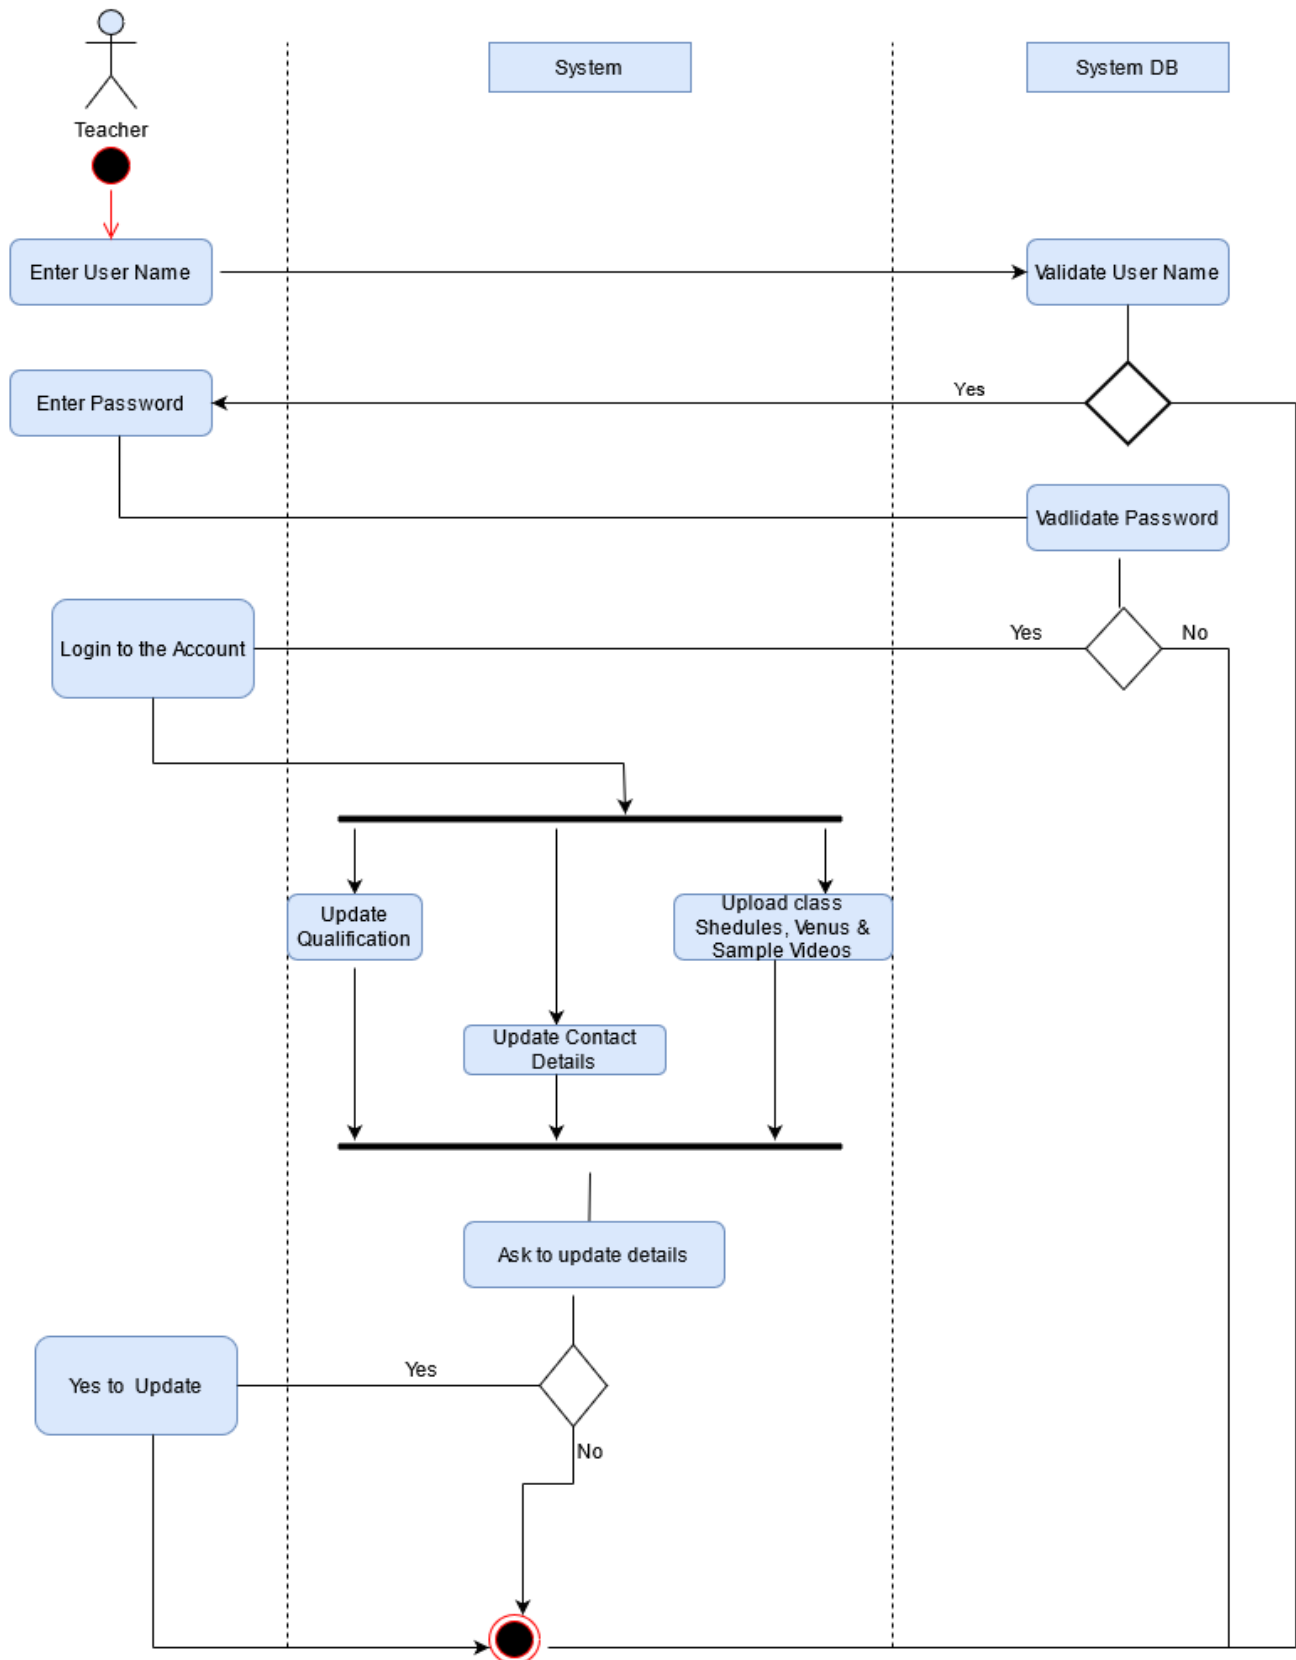 System
System DB
Teacher
Enter User Name
Validate User Name
Yes
Enter Password
Vadlidate Password
Yes
No
Login to the Account
Update
Qualification
Upload class
Shedules, Venus &
Sample Videos
Update Contact
Details
Ask to update details
Yes
Yes to Update
No